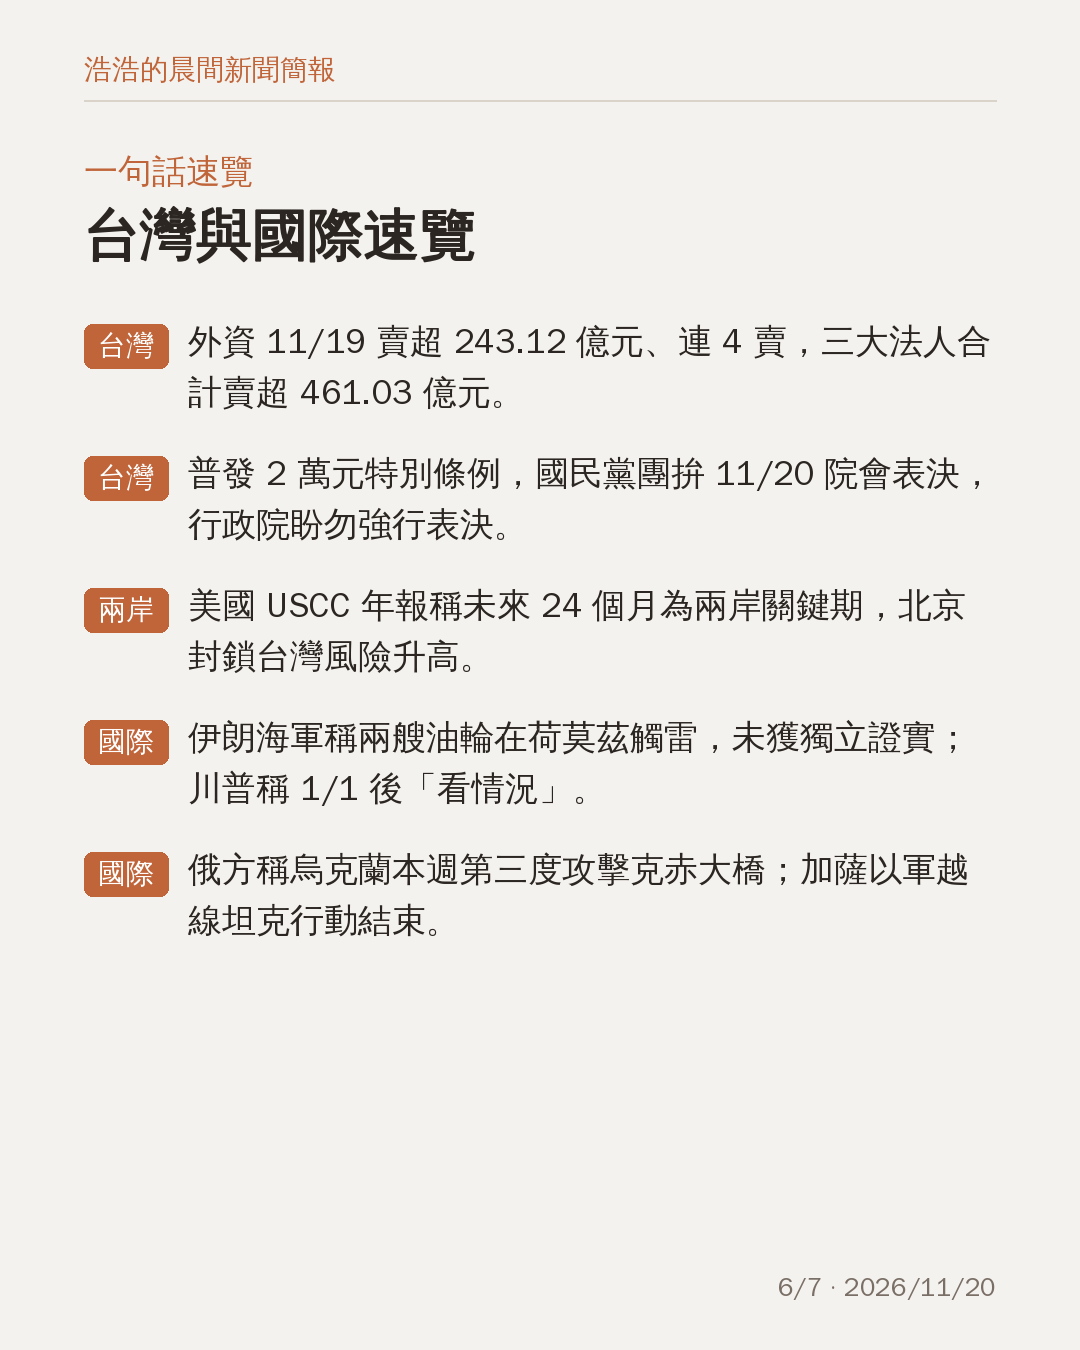 浩浩的晨間新聞簡報
一句話速覽
台灣與國際速覽
台灣 外資 11/19 賣超 243.12 億元、連 4 賣，三大法人合
計賣超 461.03 億元。
台灣 普發 2 萬元特別條例，國民黨團拚 11/20 院會表決，
行政院盼勿強行表決。
兩岸 美國 USCC 年報稱未來 24 個月為兩岸關鍵期，北京
封鎖台灣風險升高。
國際 伊朗海軍稱兩艘油輪在荷莫茲觸雷，未獲獨立證實；
川普稱 1/1 後「看情況」。
國際 俄方稱烏克蘭本週第三度攻擊克赤大橋；加薩以軍越
線坦克行動結束。
6/7 · 2026/11/20